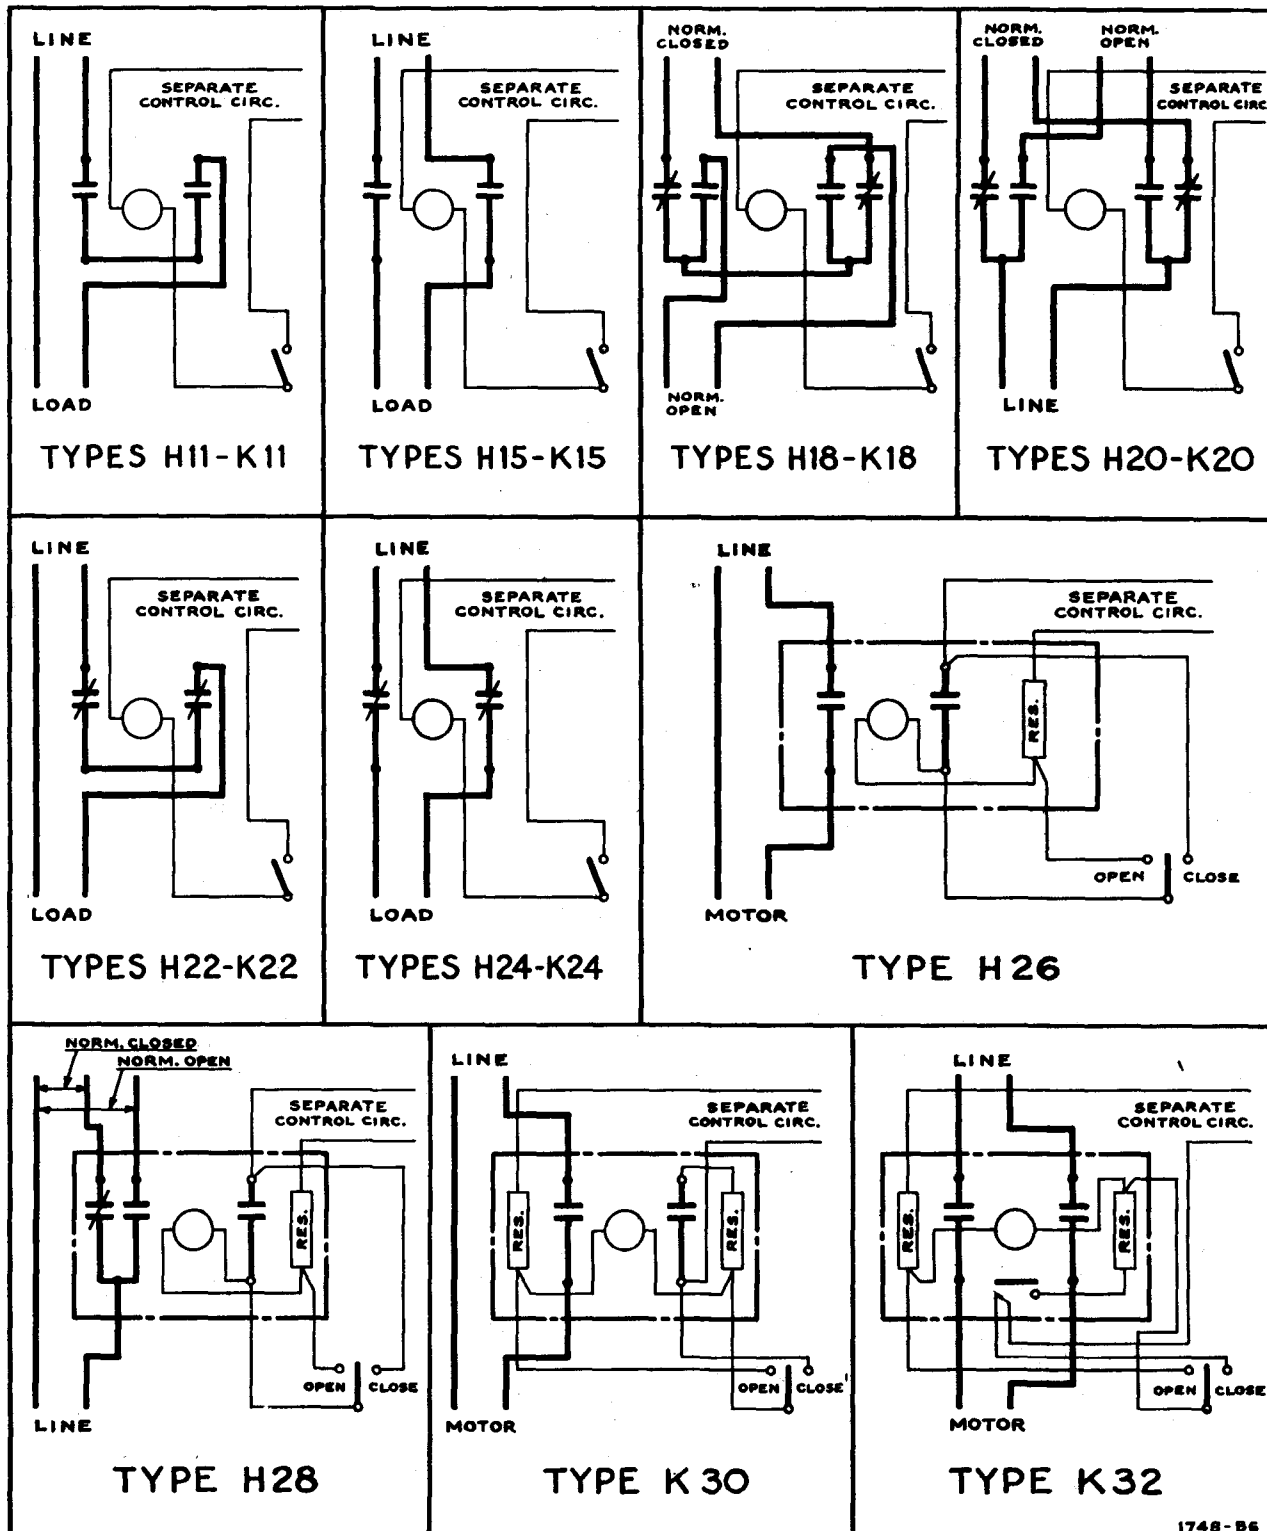 LINE
SEPARATE
CONTROL CIRC.
LOAD
TYPES H11-K11
LINE
SEPARATE
CONTROL CIRC.
LOAD
TYPES H15-K15
NORM.
CLOSED
SEPARATE
CONTROL CIRC.
NORM.
OPEN
TYPES H18-K18
NORM.
CLOSED
NORM.
OPEN
SEPARATE
CONTROL CIRC
LINE
TYPES H20-K20
LINE
SEPARATE
CONTROL CIRC.
LOAD
TYPES H22-K22
LINE
SEPARATE
CONTROL CIRC.
LOAD
TYPES H24-K24
LINE
SEPARATE
CONTROL CIRC.
RES.
OPEN
CLOSE
MOTOR
TYPE H26
NORM. CLOSED
NORM. OPEN
SEPARATE
CONTROL CIRC.
RES.
OPEN
CLOSE
LINE
TYPE H28
LINE
SEPARATE
CONTROL CIRC.
RES.
RES.
OPEN
CLOSE
MOTOR
TYPE K30
LINE
SEPARATE
CONTROL CIRC.
RES.
RES.
OPEN
CLOSE
MOTOR
TYPE K32
1748-B6